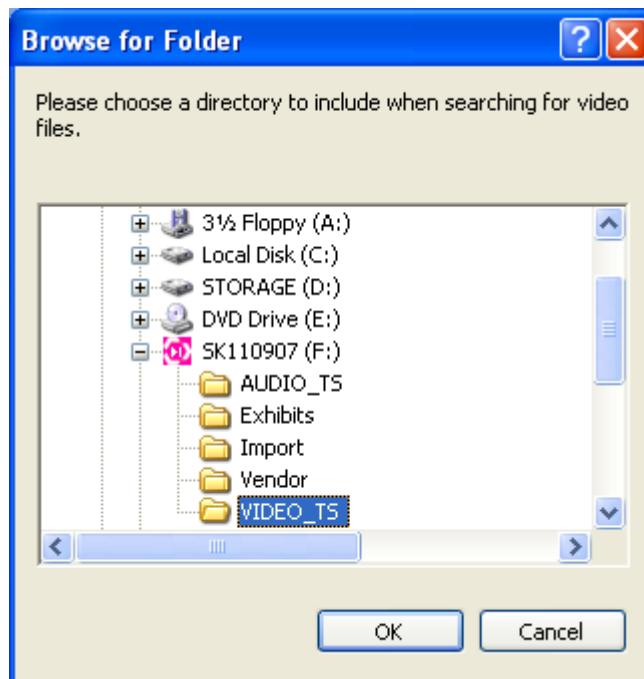 Browse for Folder
Please choose a directory to include when searching for video
files.
3½ Floppy (A:)
Local Disk (C:)
STORAGE (D:)
DVD Drive (E:)
SK110907 (F:)
AUDIO_TS
Exhibits
Import
Vendor
VIDEO_TS
OK
Cancel